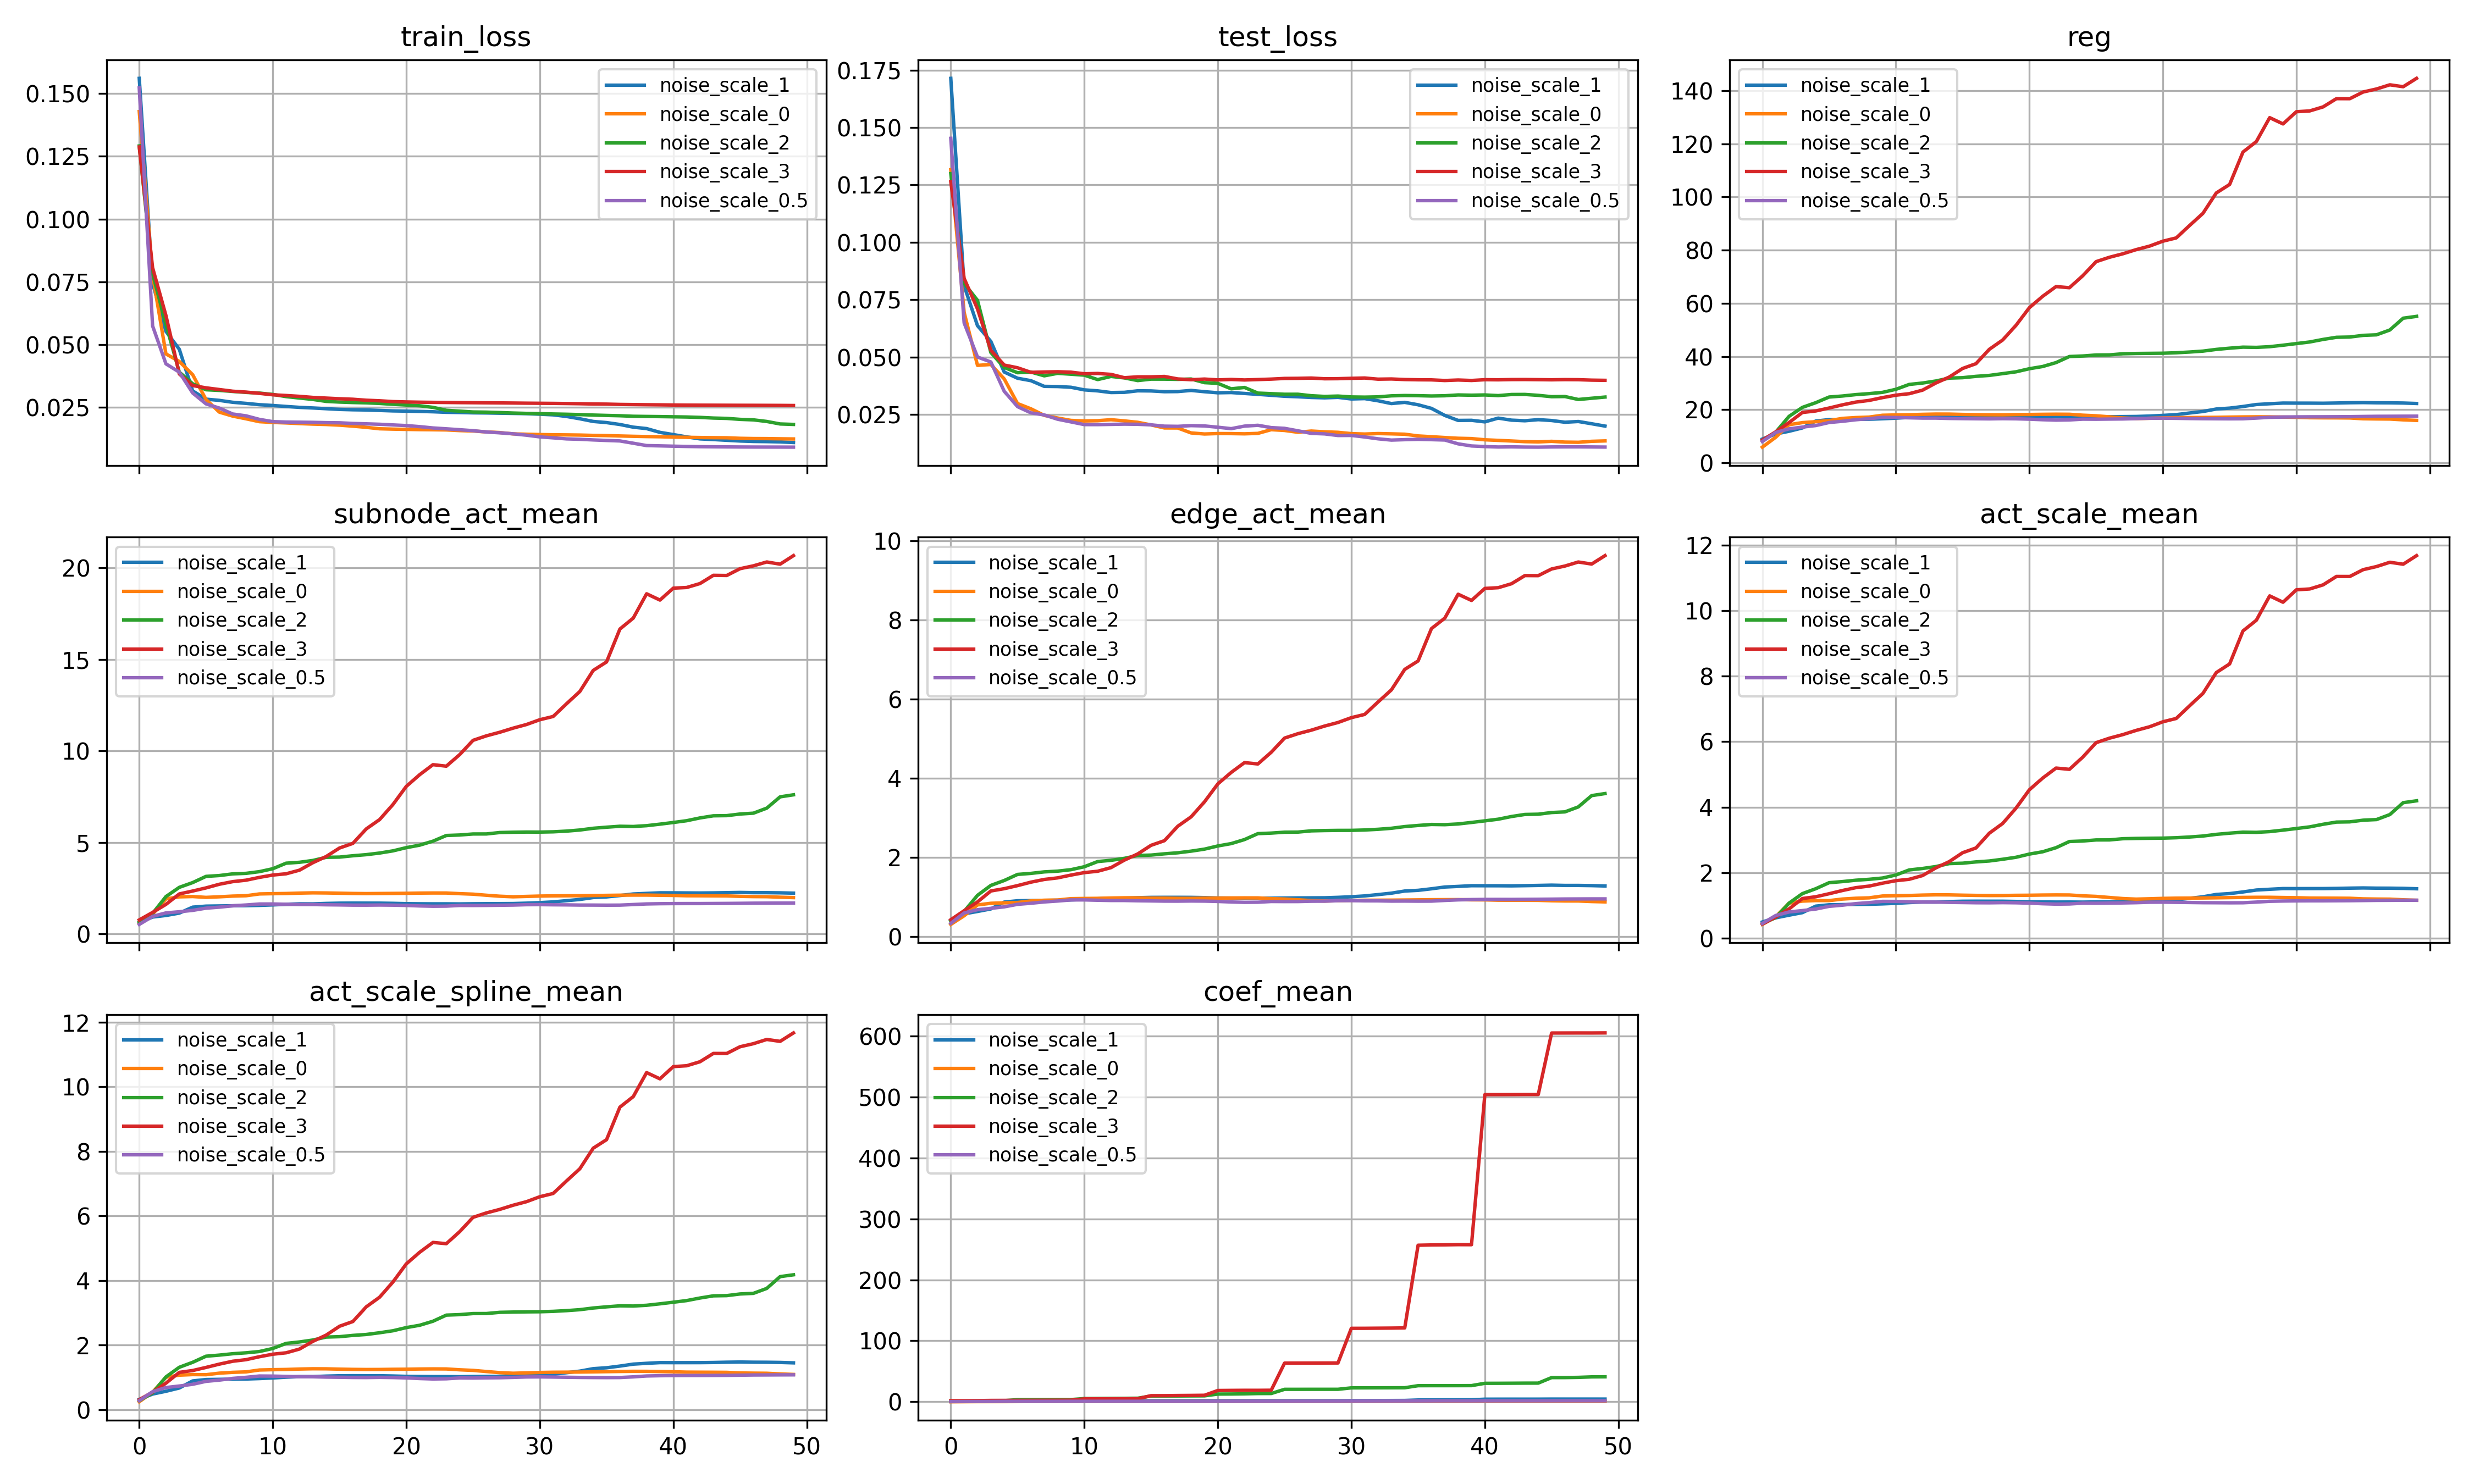 train_loss
0.150
0.125
0.100
0.075
0.050
0.025
noise_scale_1
noise_scale_0
noise_scale_2
noise_scale_3
noise_scale_0.5
test_loss
0.175
0.150
0.125
0.100
0.075
0.050
0.025
noise_scale_1
noise_scale_0
noise_scale_2
noise_scale_3
noise_scale_0.5
reg
140
120
100
80
60
40
20
0
noise_scale_1
noise_scale_0
noise_scale_2
noise_scale_3
noise_scale_0.5
subnode_act_mean
20
15
10
5
0
noise_scale_1
noise_scale_0
noise_scale_2
noise_scale_3
noise_scale_0.5
edge_act_mean
10
8
6
4
2
0
noise_scale_1
noise_scale_0
noise_scale_2
noise_scale_3
noise_scale_0.5
act_scale_mean
12
10
8
6
4
2
0
noise_scale_1
noise_scale_0
noise_scale_2
noise_scale_3
noise_scale_0.5
act_scale_spline_mean
12
10
8
6
4
2
0
noise_scale_1
noise_scale_0
noise_scale_2
noise_scale_3
noise_scale_0.5
0 10 20 30 40 50
coef_mean
600
500
400
300
200
100
0
noise_scale_1
noise_scale_0
noise_scale_2
noise_scale_3
noise_scale_0.5
0 10 20 30 40 50